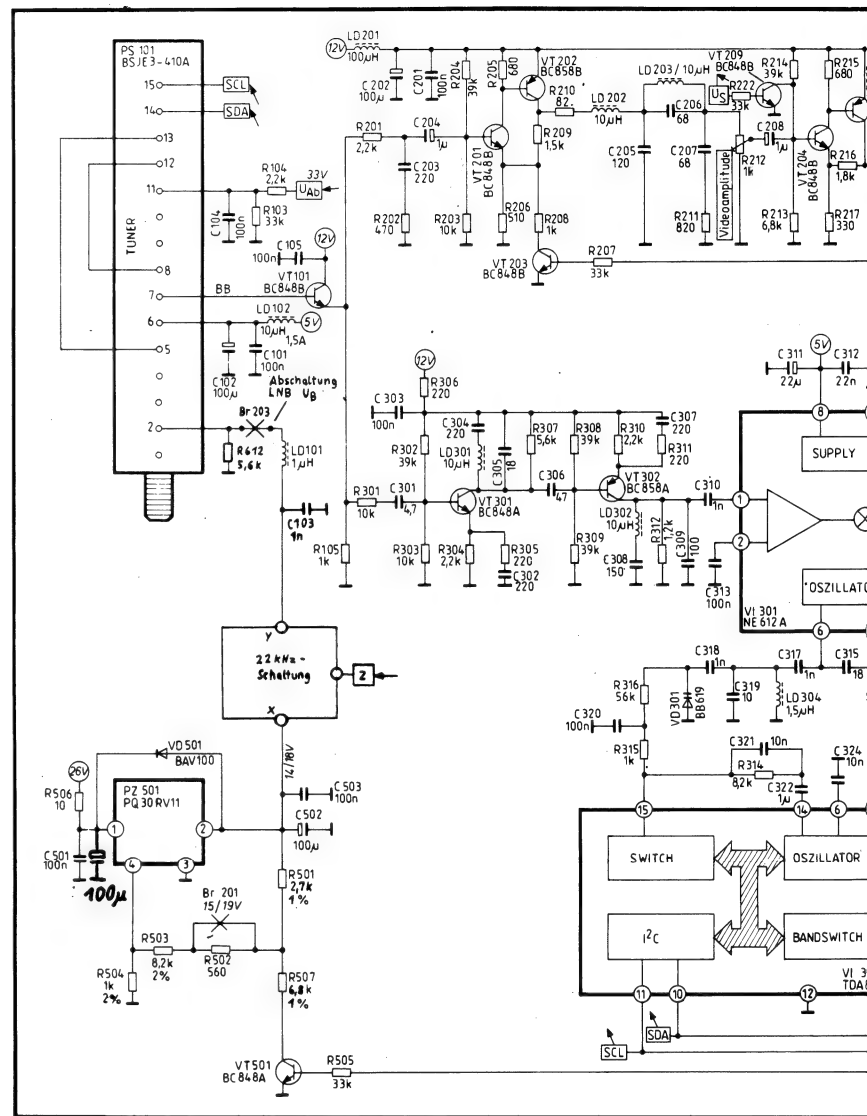 PS 101
BSJE3-410A
15
SCL
14
SDA
13
12
11
R104
2,2k
33V
UAb
C104
100n
R103
33k
TUNER
8
7
BB
C105
100n
12V
VT101
BC848B
6
LD102
10µH
1,5A
5V
5
C102
100µ
C101
100n
Abschaltung
LNB UB
Br 203
2
R612
5,6k
LD101
1µH
C103
1n
12V
LD201
100µH
C202
100µ
C201
100n
R204
39k
R205
680
VT202
BC858B
R210
82
LD202
10µH
LD203/10µH
VT209
BC848B
US
R222
33k
R214
39k
R215
680
R201
2,2k
C204
1µ
C203
220
VT201
BC848B
R209
1,5k
C205
120
C206
68
C207
68
C208
1µ
R212
1k
Videoamplitude
VT204
BC848B
R216
1,8k
R202
470
R203
10k
R206
510
R208
1k
R211
820
R213
6,8k
R217
330
VT203
BC848B
R207
33k
12V
R306
220
C303
100n
R302
39k
C304
220
LD301
10µH
C305
18
R307
5,6k
R308
39k
R310
2,2k
C307
220
R311
220
C306
47
VT302
BC858A
R301
10k
C301
4,7
VT301
BC848A
R105
1k
R303
10k
R304
2,2k
R305
220
C302
220
R309
39k
LD302
10µH
C308
150
R312
1,2k
C309
100
C310
1n
C313
100n
5V
C311
22µ
C312
22n
8
SUPPLY
1
2
OSZILLATO
VI 301
NE612A
6
Y
22kHz-
Schaltung
Z
X
14/18V
VD501
BAV100
26V
R506
10
PZ 501
PQ30RV11
1
2
4
3
C501
100n
100µ
C503
100n
C502
100µ
R501
2,7k
1%
Br 201
15/19V
R503
8,2k
2%
R502
560
R504
1k
2%
R507
6,8k
1%
VT501
BC848A
R505
33k
R316
56k
C318
1n
C317
1n
C315
18
VD301
BB619
C319
10
LD304
1,5µH
C320
100n
R315
1k
C321
10n
R314
8,2k
C322
1µ
C324
10n
15
14
6
SWITCH
OSZILLATOR
I²C
BANDSWITCH
VI 3
TDA
11
10
12
SDA
SCL